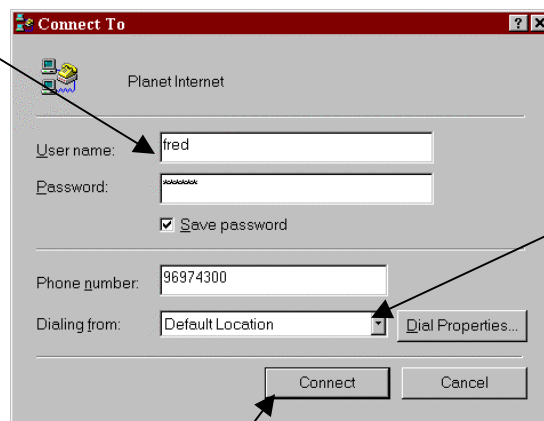 Connect To
Planet Internet
User name: fred
Password: ******
Save password
Phone number: 96974300
Dialing from: Default Location Dial Properties...
Connect Cancel